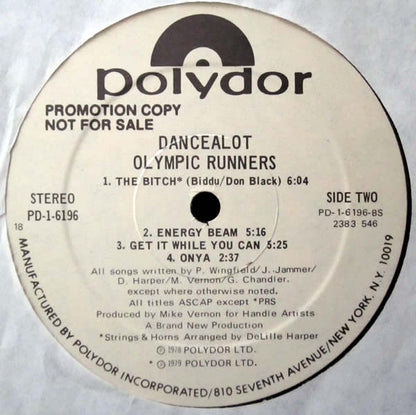 polydor
PROMOTION COPY
NOT FOR SALE
DANCEALOT
OLYMPIC RUNNERS
1. THE BITCH* (Biddu/Don Black) 6:04
STEREO
PD-1-6196
SIDE TWO
PD-1-6196-BS
2383 546
18
2. ENERGY BEAM 5:16
3. GET IT WHILE YOU CAN 5:25
4. ONYA 2:37
All songs written by P. Wingfield/J. Jammer/
D. Harper/M. Vernon/G. Chandler.
except where otherwise noted.
All titles ASCAP except *PRS
Produced by Mike Vernon for Handle Artists
A Brand New Production
*Strings & Horns Arranged by DeLille Harper
℗ 1978 POLYDOR LTD.
*℗ 1979 POLYDOR LTD.
MANUFACTURED BY POLYDOR INCORPORATED/810 SEVENTH AVENUE/NEW YORK, N.Y. 10019